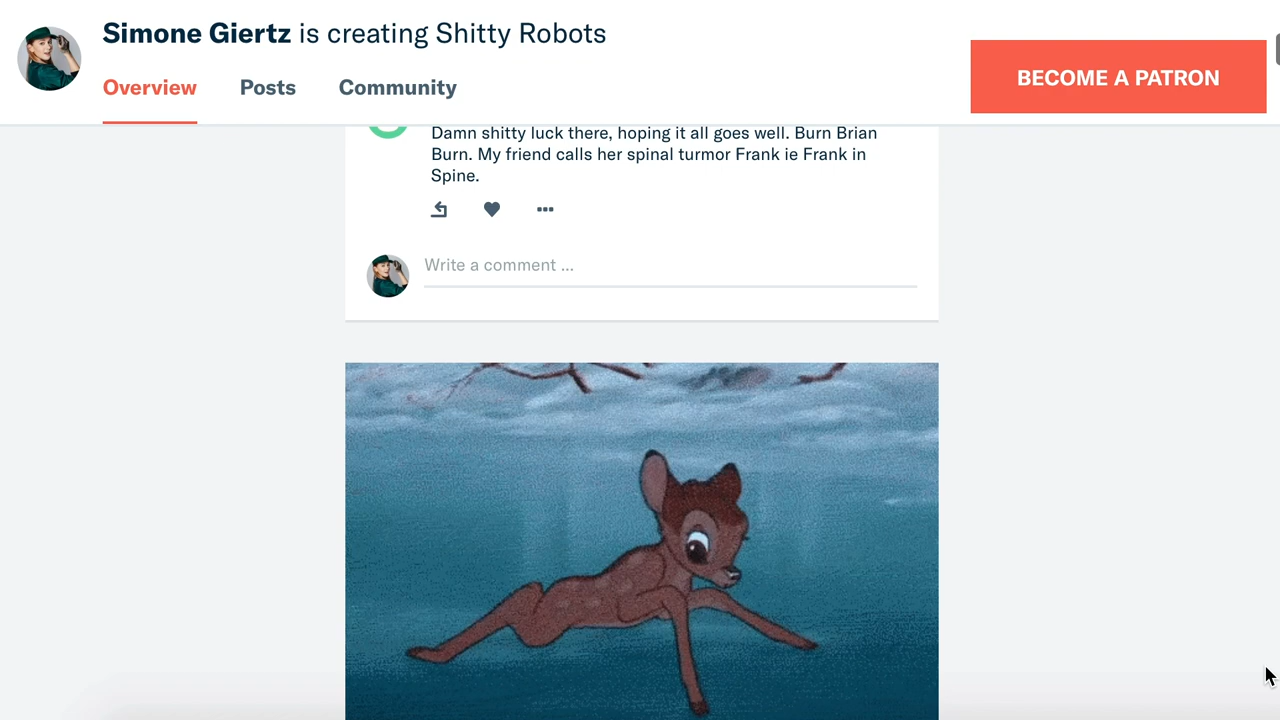 Simone Giertz is creating Shitty Robots
Overview Posts Community
BECOME A PATRON
Damn shitty luck there, hoping it all goes well. Burn Brian
Burn. My friend calls her spinal turmor Frank ie Frank in
Spine.
Write a comment ...